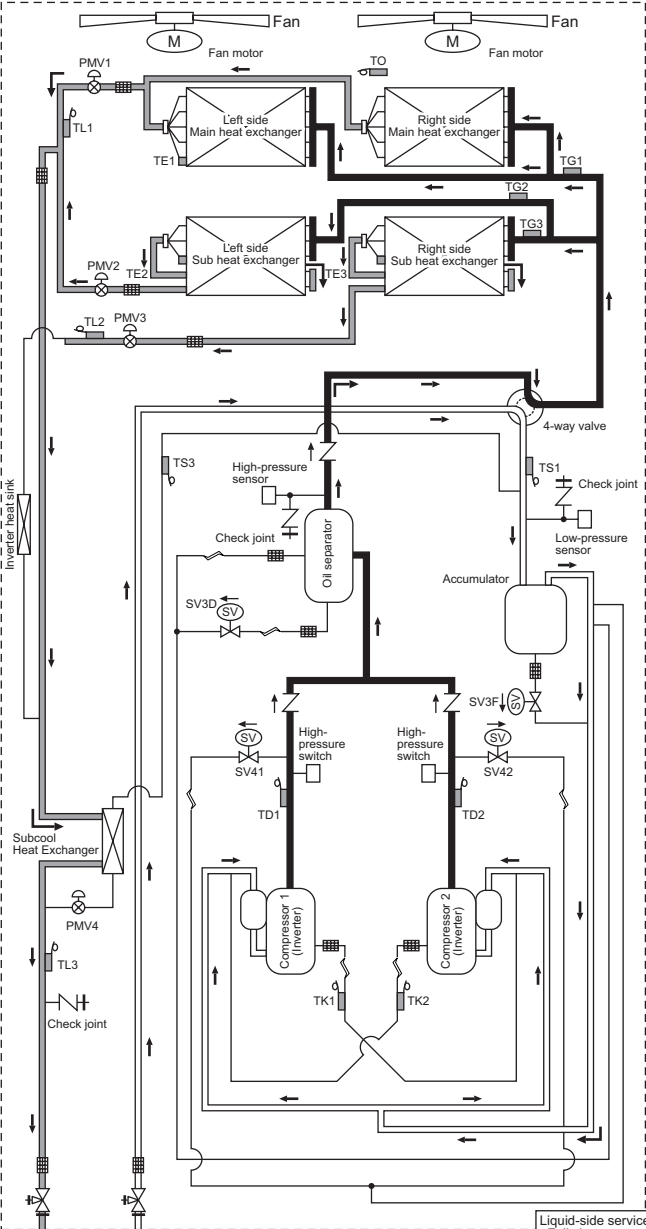 Fan
Fan
M
M
Fan motor
Fan motor
PMV1
TO
TL1
Left side
Main heat exchanger
Right side
Main heat exchanger
TE1
TG1
TG2
TG3
Left side
Sub heat exchanger
Right side
Sub heat exchanger
PMV2
TE2
TE3
TL2
PMV3
4-way valve
TS3
High-pressure
sensor
TS1
Check joint
Inverter heat sink
Check joint
Oil separator
Low-pressure
sensor
Accumulator
SV3D
SV
SV3F
SV
SV
High-
pressure
switch
High-
pressure
switch
SV
SV41
SV42
TD1
TD2
Subcool
Heat Exchanger
PMV4
Compressor 1
(Inverter)
Compressor 2
(Inverter)
TL3
TK1
TK2
Check joint
Liquid-side service